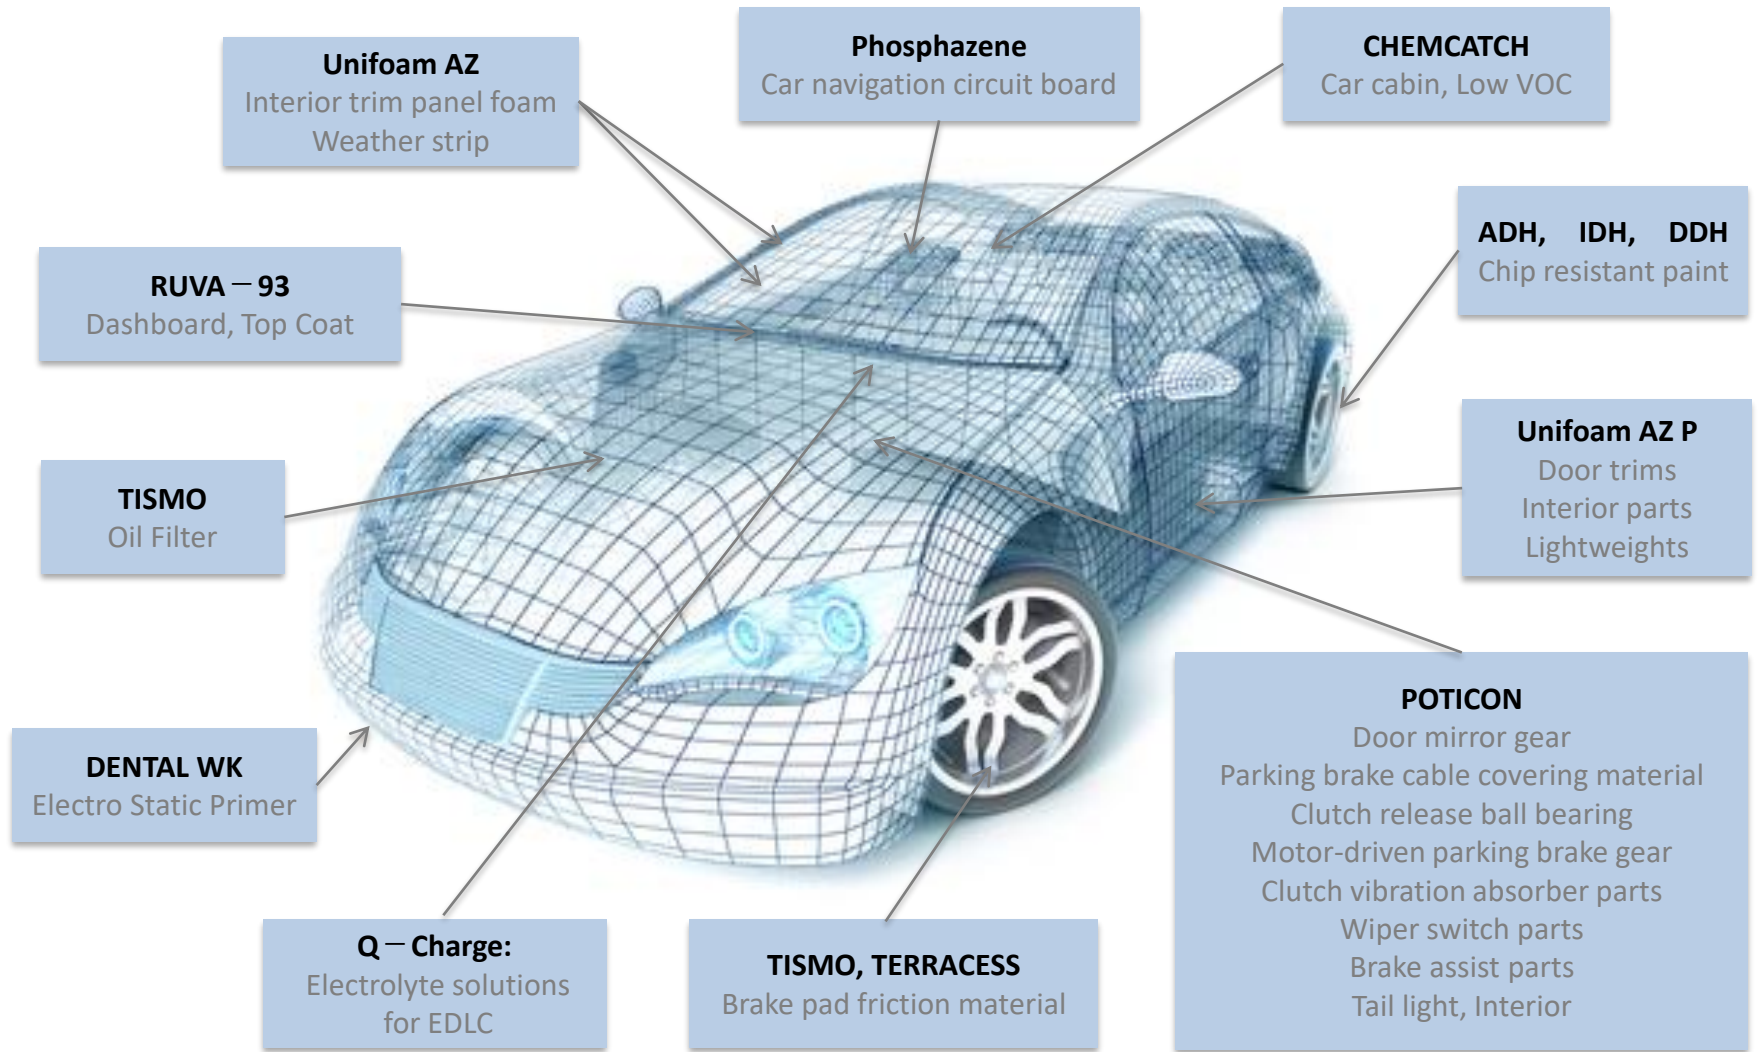 Unifoam AZ
Interior trim panel foam
Weather strip
Phosphazene
Car navigation circuit board
CHEMCATCH
Car cabin, Low VOC
ADH, IDH, DDH
Chip resistant paint
RUVA－93
Dashboard, Top Coat
Unifoam AZ P
Door trims
Interior parts
Lightweights
TISMO
Oil Filter
POTICON
Door mirror gear
Parking brake cable covering material
Clutch release ball bearing
Motor-driven parking brake gear
Clutch vibration absorber parts
Wiper switch parts
Brake assist parts
Tail light, Interior
DENTAL WK
Electro Static Primer
Q－Charge:
Electrolyte solutions
for EDLC
TISMO, TERRACESS
Brake pad friction material